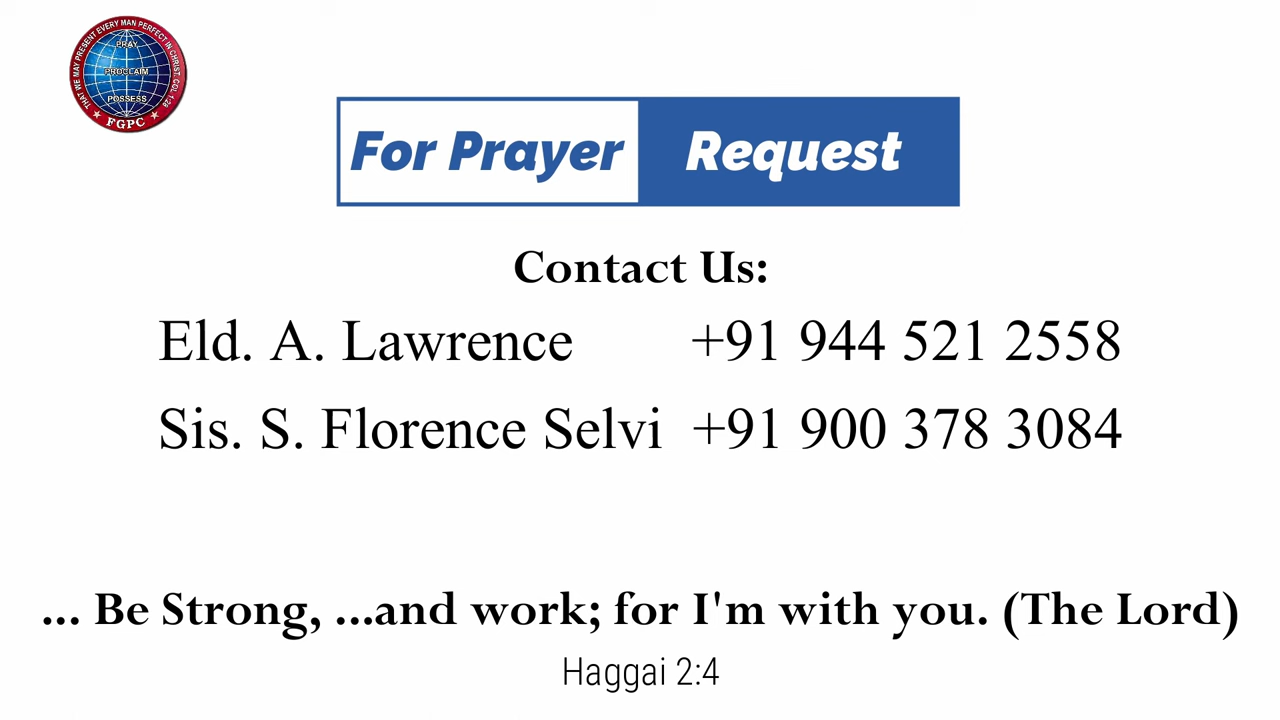 THAT WE MAY PRESENT EVERY MAN PERFECT IN CHRIST. COL 1:28
PRAY
PROCLAIM
POSSESS
FGPC
For Prayer Request
Contact Us:
Eld. A. Lawrence +91 944 521 2558
Sis. S. Florence Selvi +91 900 378 3084
... Be Strong, ...and work; for I'm with you. (The Lord)
Haggai 2:4